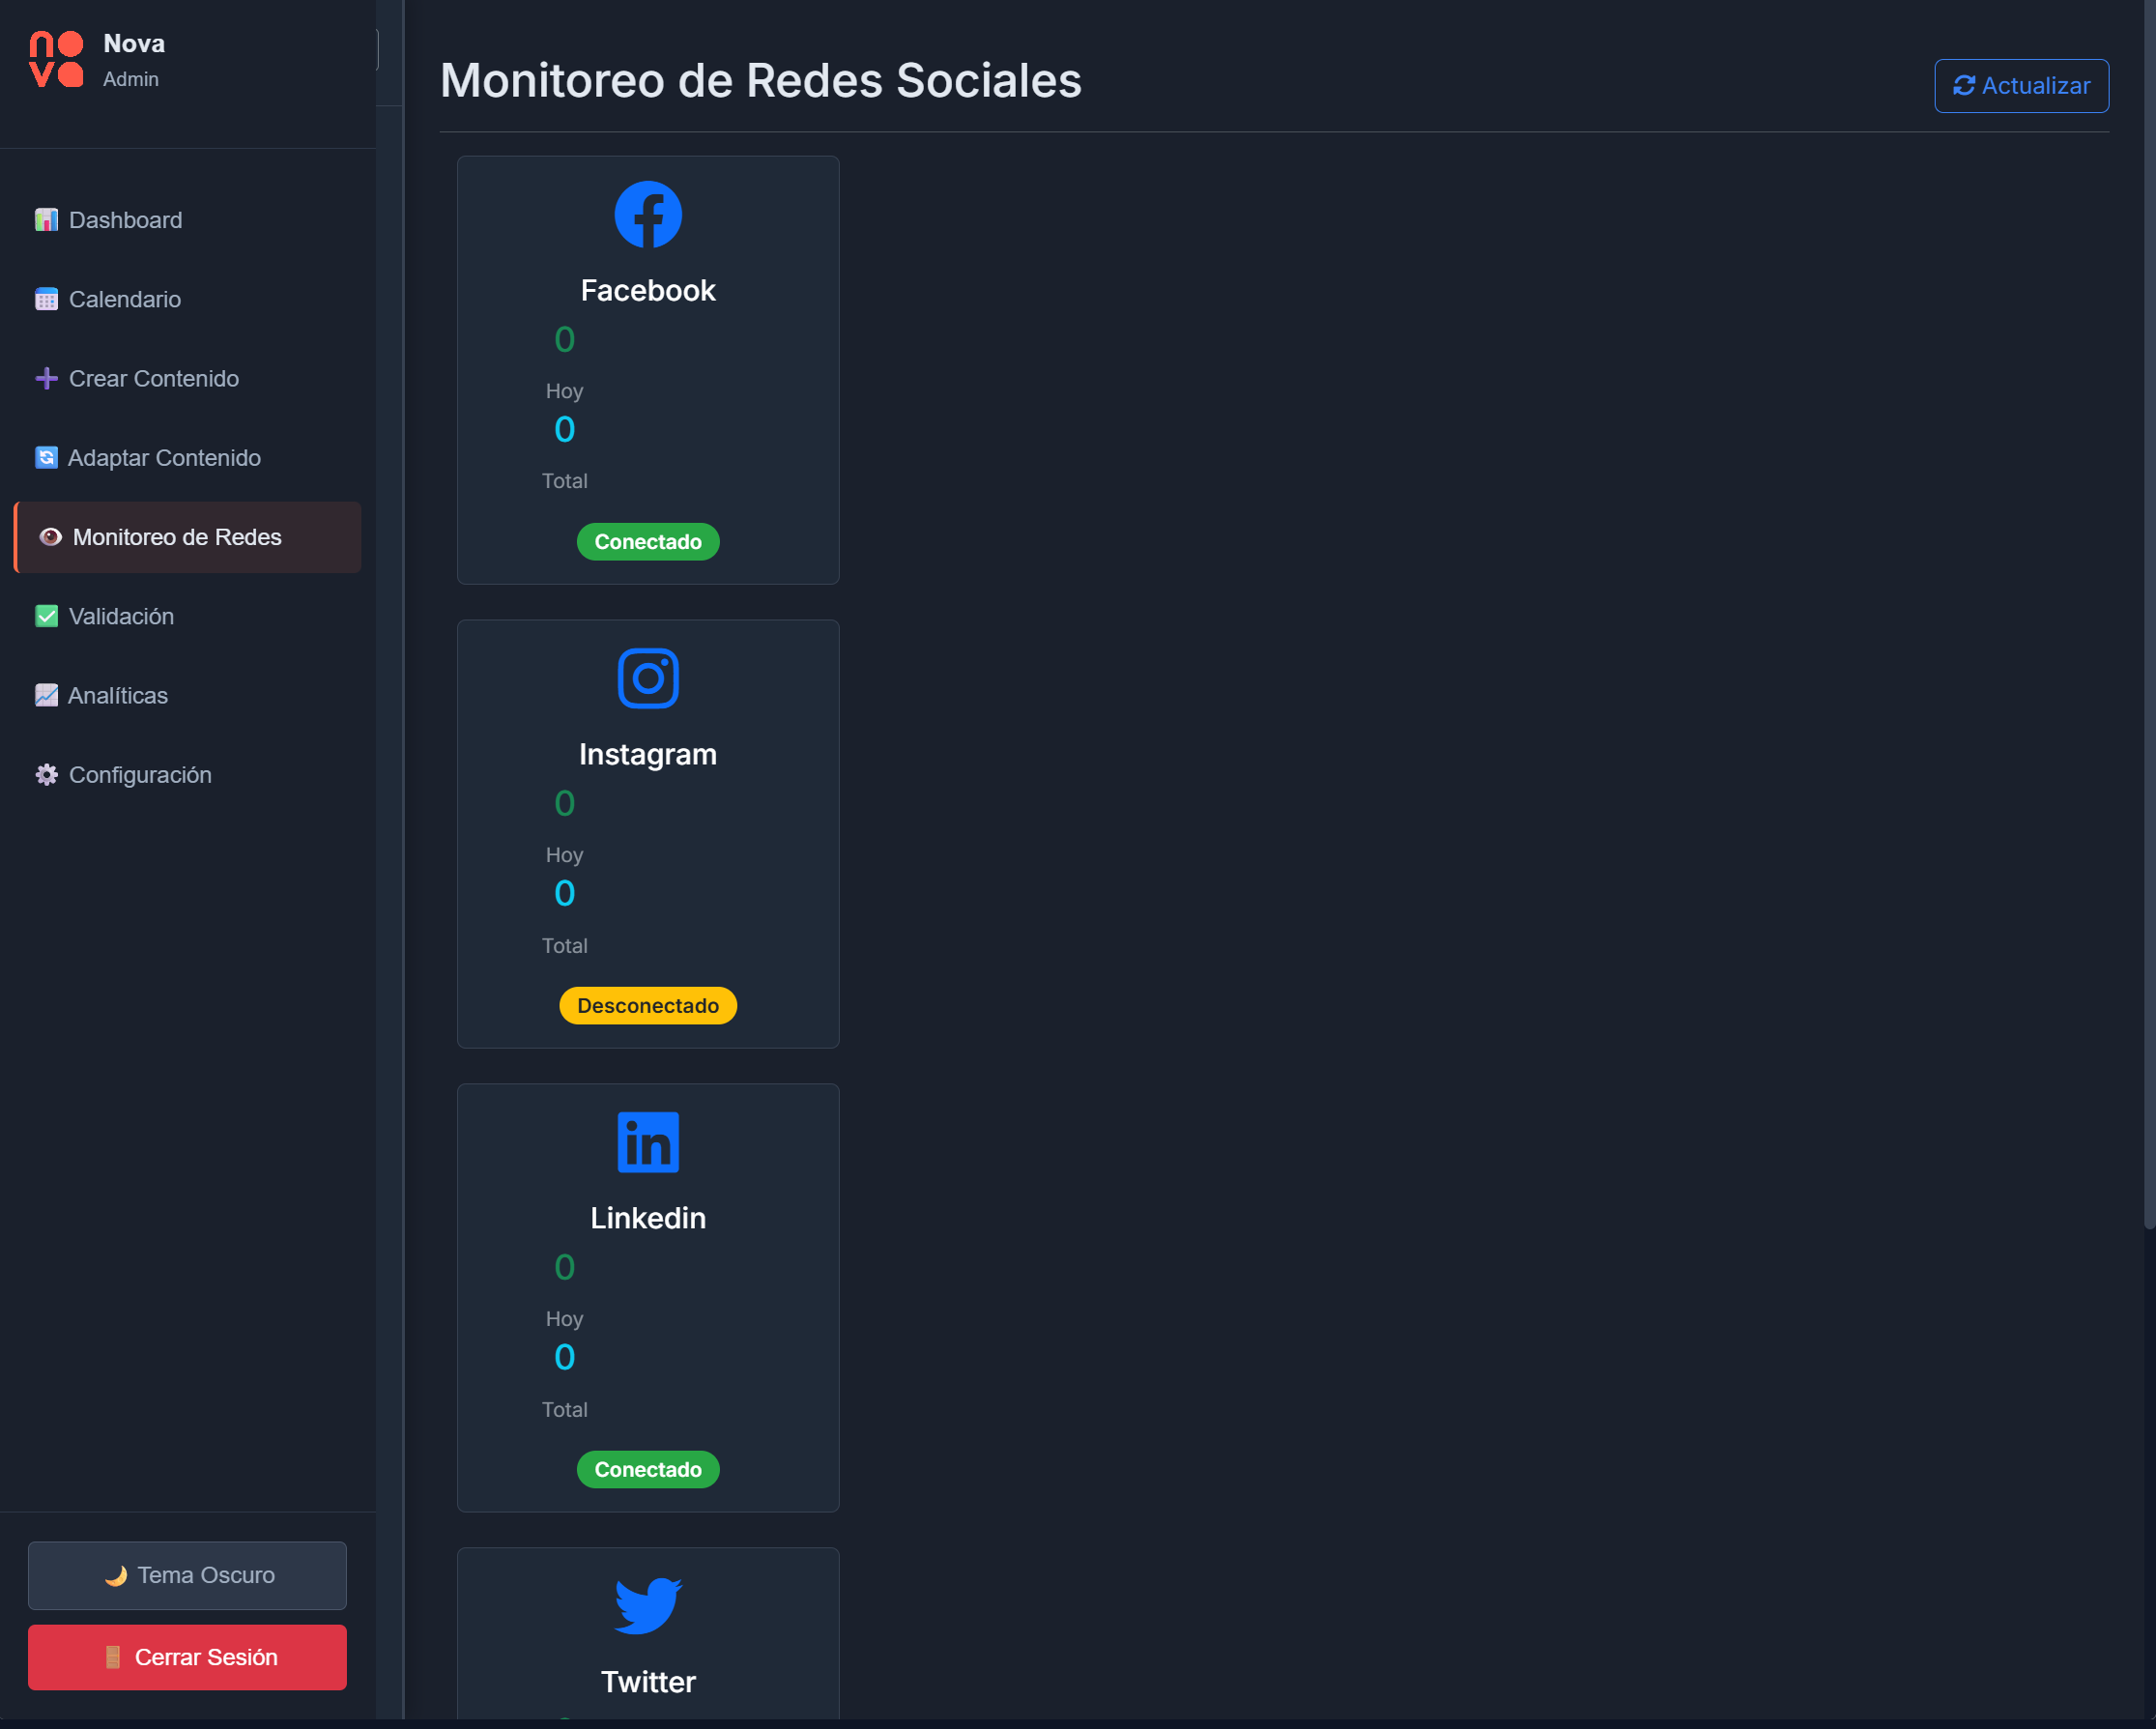 Nova
Admin
Dashboard
Calendario
Crear Contenido
Adaptar Contenido
Monitoreo de Redes
Validación
Analíticas
Configuración
Tema Oscuro
Cerrar Sesión
Monitoreo de Redes Sociales
Actualizar
Facebook
0
Hoy
0
Total
Conectado
Instagram
0
Hoy
0
Total
Desconectado
Linkedin
0
Hoy
0
Total
Conectado
Twitter